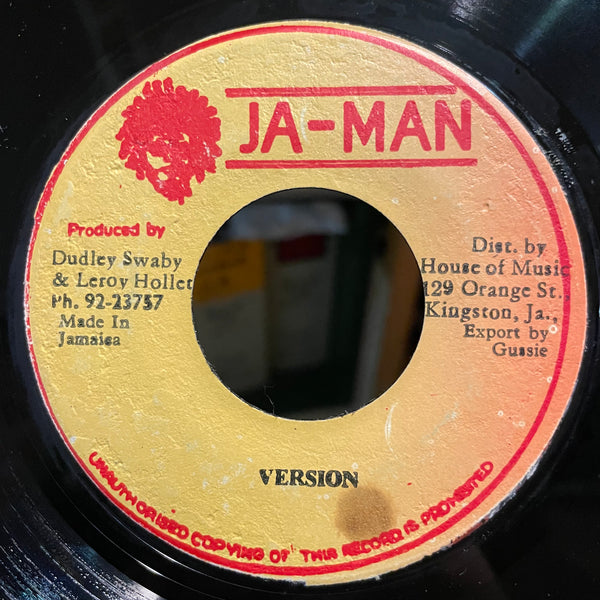 JA-MAN
Produced by
Dudley Swaby
& Leroy Hollet
Ph. 92-23757
Made In
Jamaica
Dist. by
House of Music
129 Orange St.,
Kingston, Ja.,
Export by
Gussie
VERSION
UNAUTHORISED COPYING OF THIS RECORD IS PROHIBITED